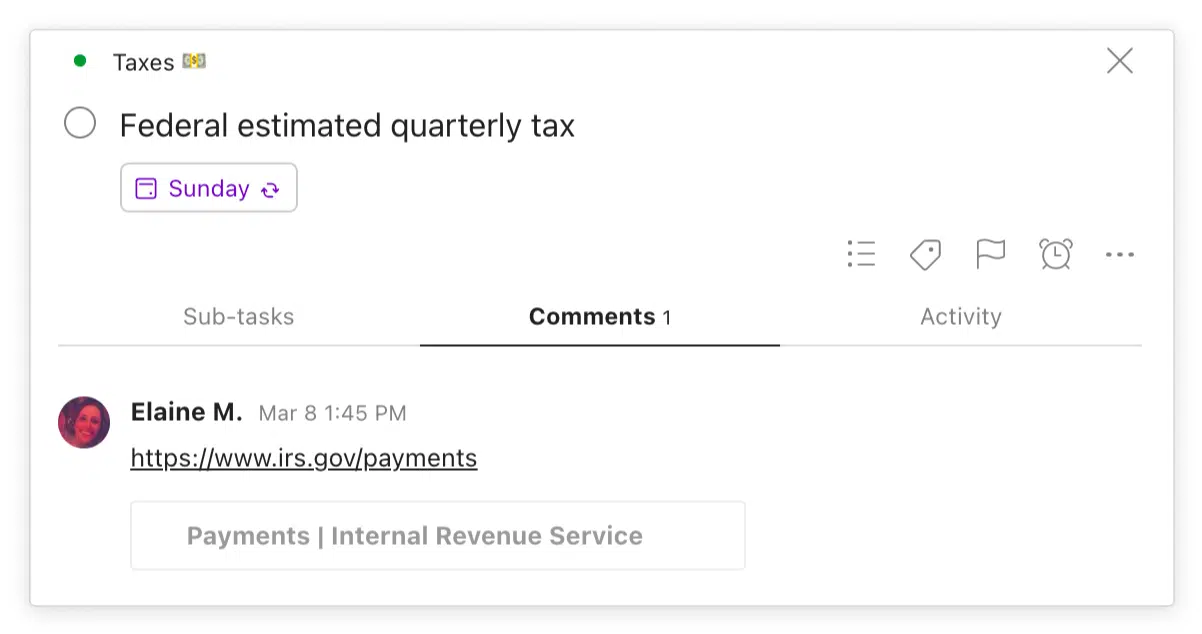 Taxes 💵
Federal estimated quarterly tax
Sunday
Sub-tasks
Comments 1
Activity
Elaine M. Mar 8 1:45 PM
https://www.irs.gov/payments
Payments | Internal Revenue Service